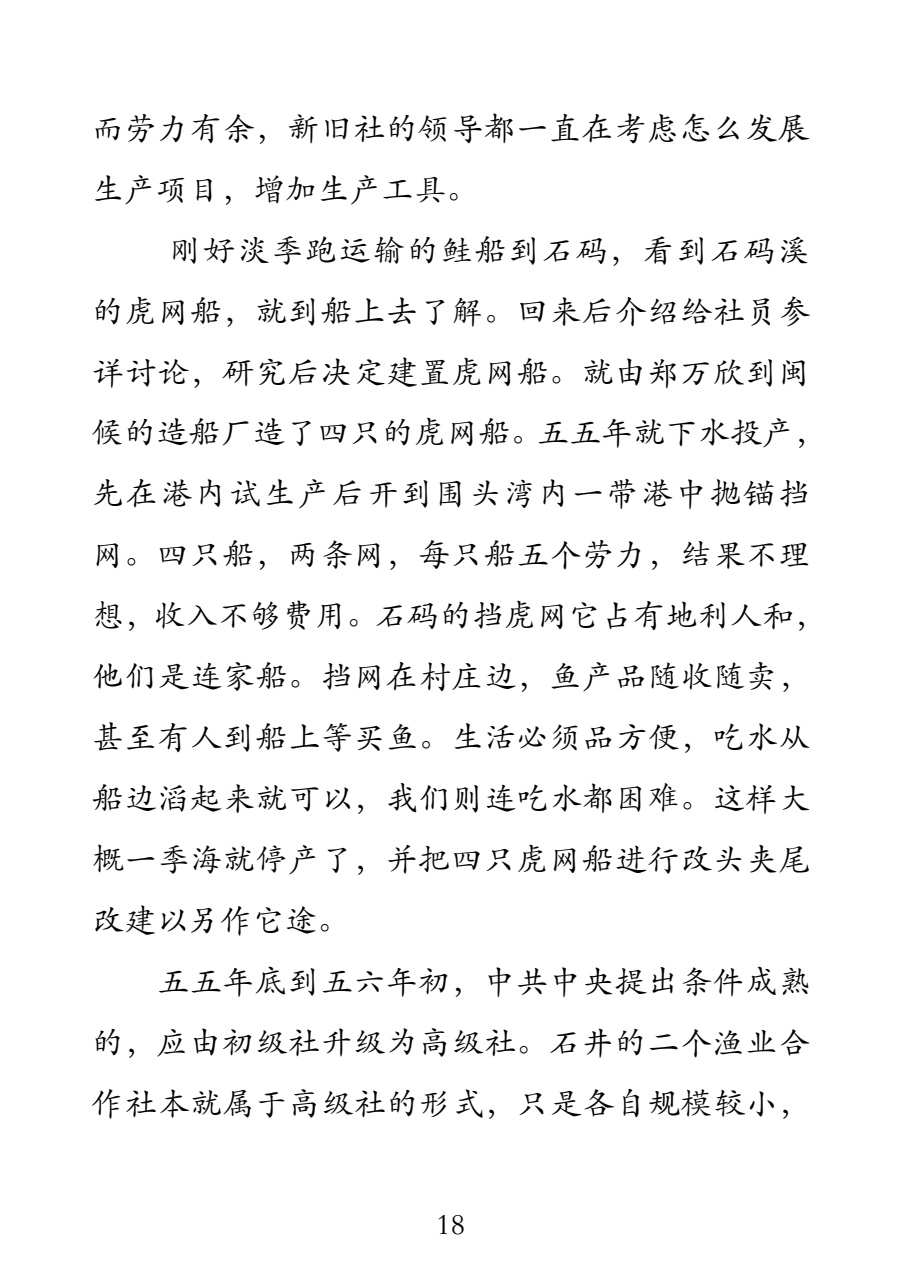 而劳力有余，新旧社的领导都一直在考虑怎么发展
生产项目，增加生产工具。
刚好淡季跑运输的鲑船到石码，看到石码溪
的虎网船，就到船上去了解。回来后介绍给社员参
详讨论，研究后决定建置虎网船。就由郑万欣到闽
候的造船厂造了四只的虎网船。五五年就下水投产，
先在港内试生产后开到围头湾内一带港中抛锚挡
网。四只船，两条网，每只船五个劳力，结果不理
想，收入不够费用。石码的挡虎网它占有地利人和，
他们是连家船。挡网在村庄边，鱼产品随收随卖，
甚至有人到船上等买鱼。生活必须品方便，吃水从
船边滔起来就可以，我们则连吃水都困难。这样大
概一季海就停产了，并把四只虎网船进行改头夹尾
改建以另作它途。
五五年底到五六年初，中共中央提出条件成熟
的，应由初级社升级为高级社。石井的二个渔业合
作社本就属于高级社的形式，只是各自规模较小，
18